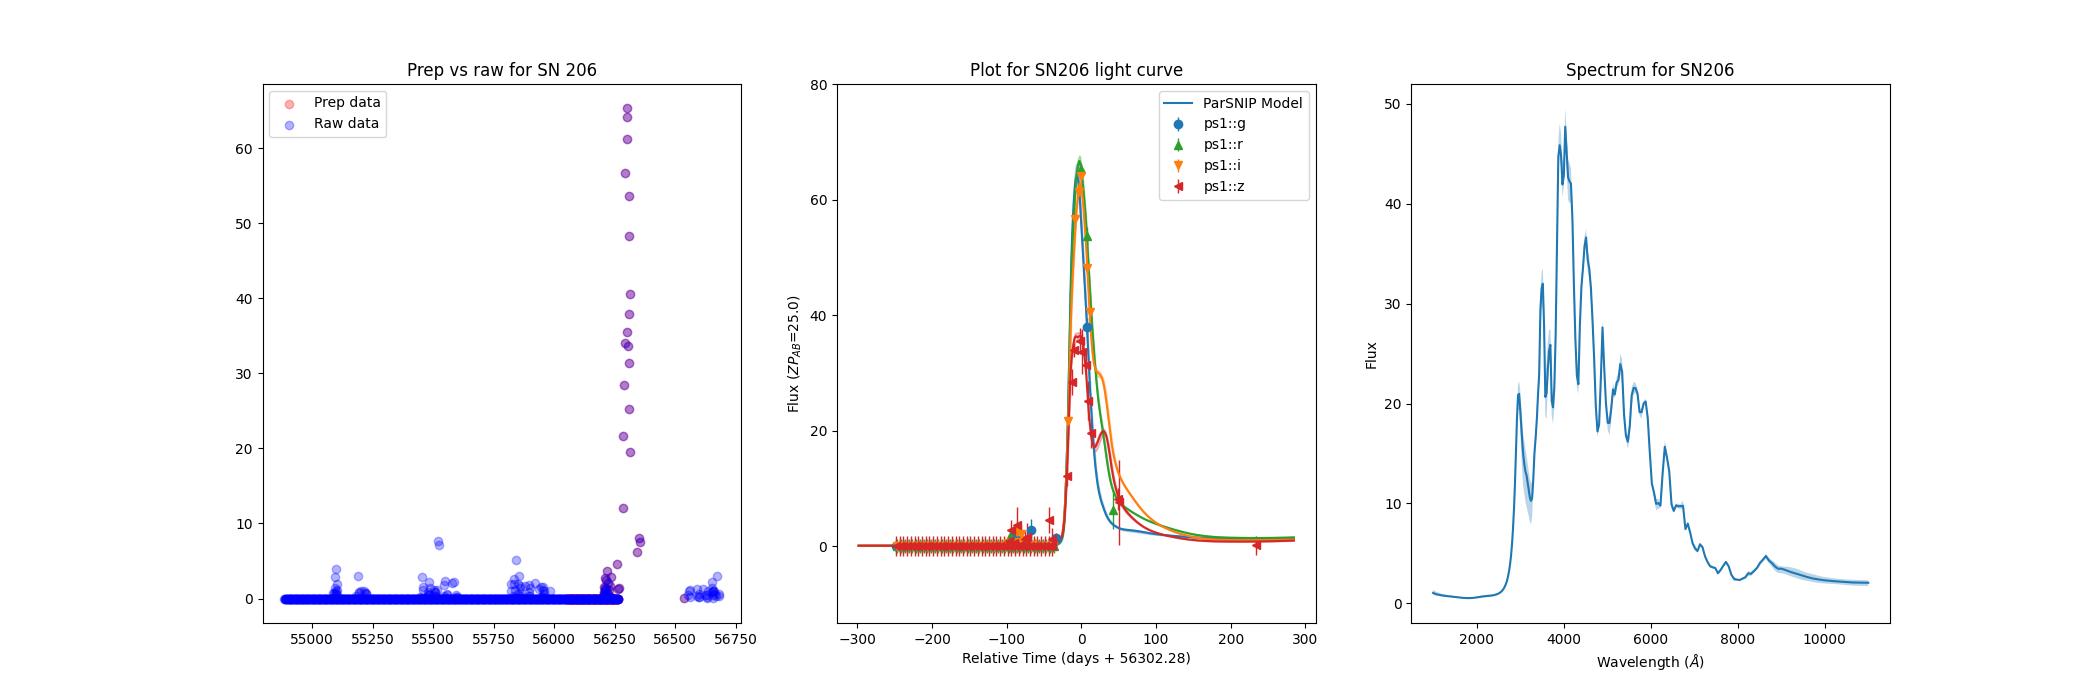 Prep vs raw for SN 206
Prep data
Raw data
60
50
40
30
20
10
0
55000 55250 55500 55750 56000 56250 56500 56750
Plot for SN206 light curve
ParSNIP Model
ps1::g
ps1::r
ps1::i
ps1::z
Flux (ZP_AB=25.0)
80
60
40
20
0
−300 −200 −100 0 100 200 300
Relative Time (days + 56302.28)
Spectrum for SN206
Flux
50
40
30
20
10
0
2000 4000 6000 8000 10000
Wavelength (Å)